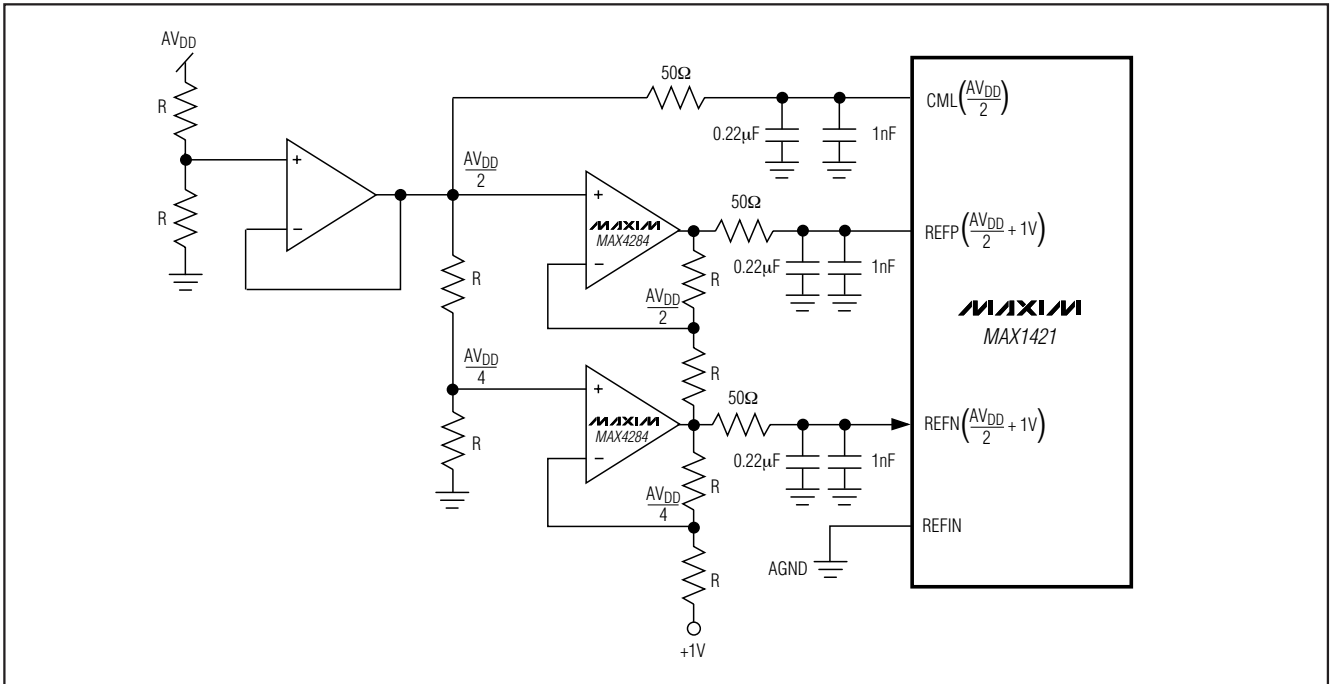 AVDD
R
R
+
−
AVDD
2
50Ω
0.22µF
1nF
CML(AVDD/2)
+
−
MAXIM
MAX4284
50Ω
0.22µF
1nF
REFP(AVDD/2 + 1V)
R
R
AVDD
2
R
MAXIM
MAX1421
AVDD
4
R
+
−
MAXIM
MAX4284
50Ω
0.22µF
1nF
REFN(AVDD/2 + 1V)
R
AVDD
4
R
+1V
REFIN
AGND